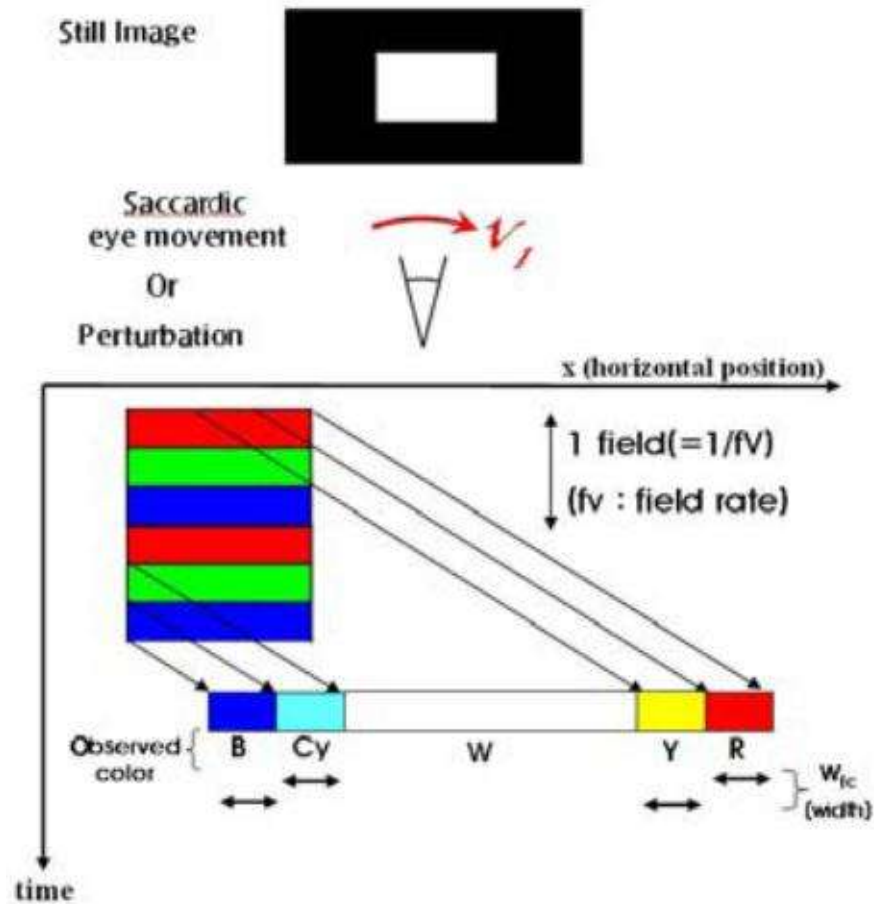 Still Image
Saccardic
eye movement
Or
Perturbation
V1
x (horizontal position)
1 field(=1/fV)
(fv : field rate)
Observed
color
B
Cy
W
Y
R
Wfc
(width)
time